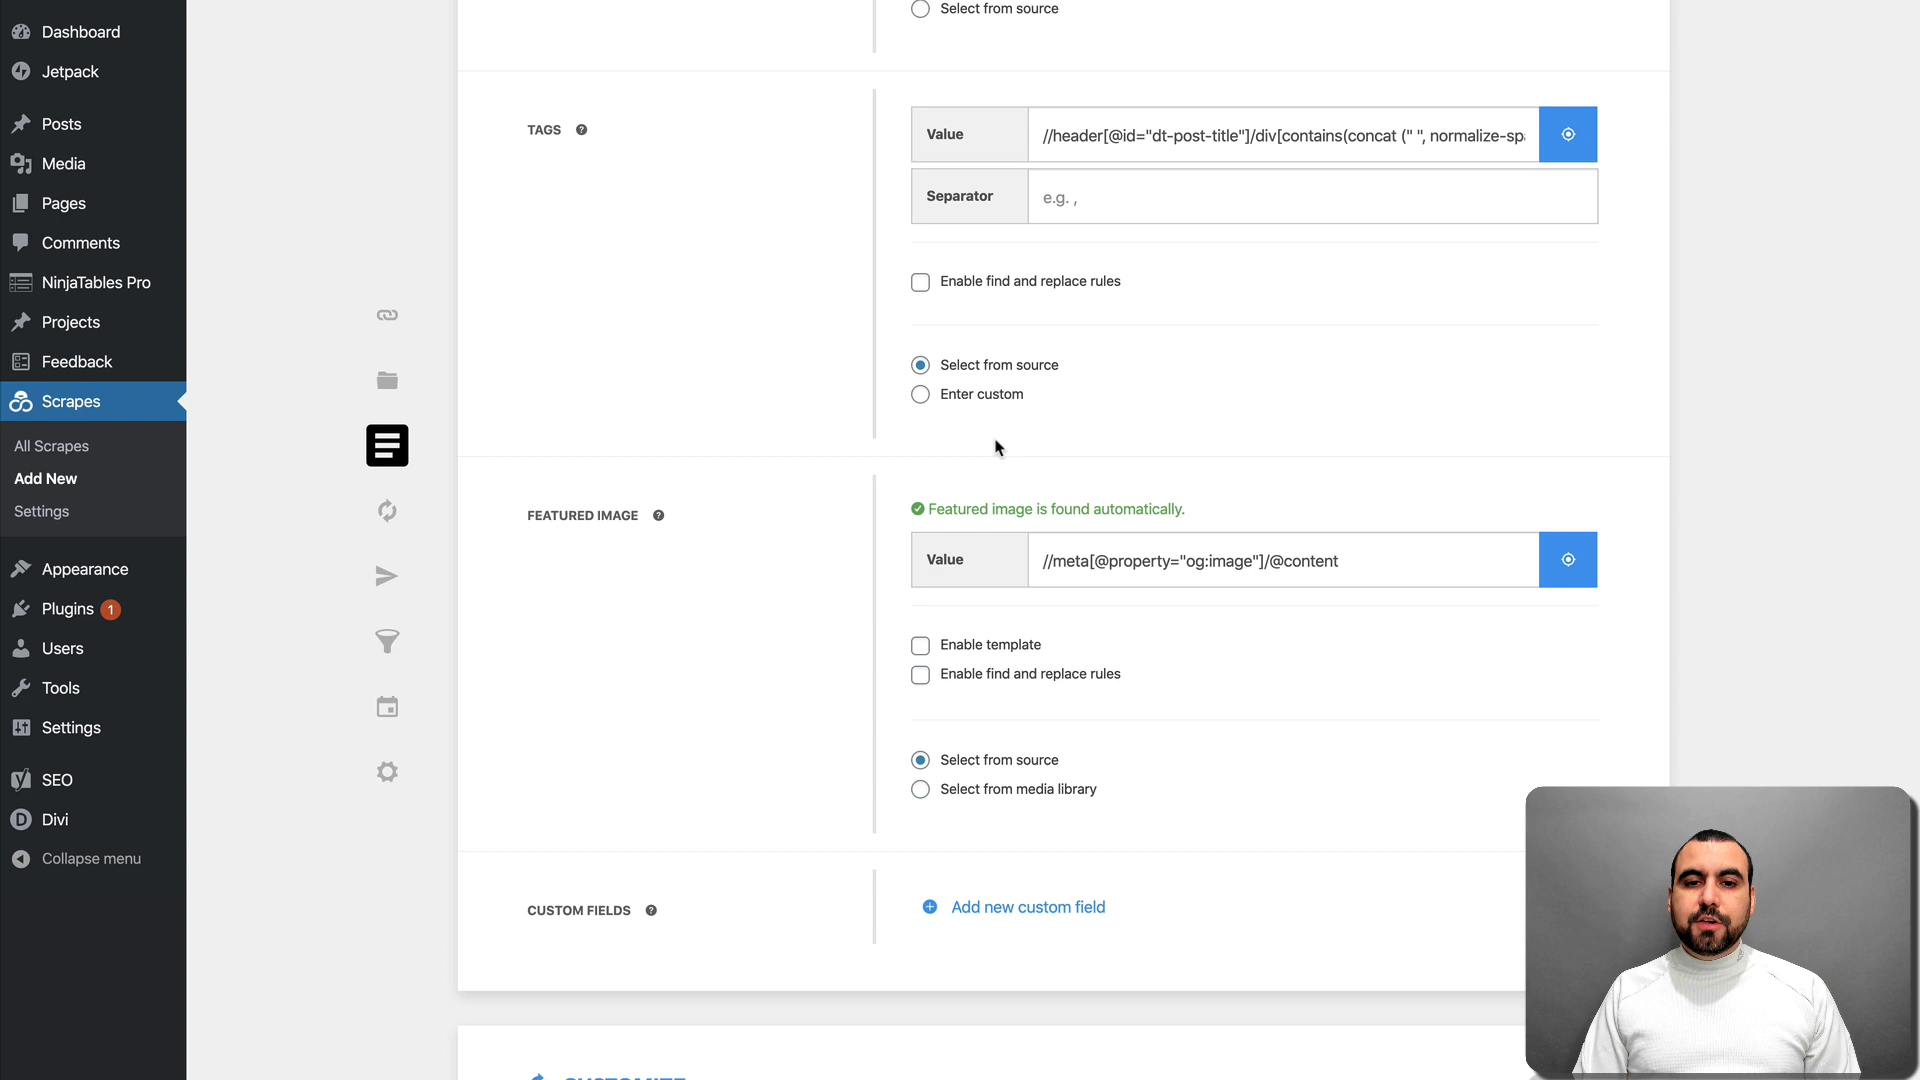 Dashboard
Jetpack
Posts
Media
Pages
Comments
NinjaTables Pro
Projects
Feedback
Scrapes
All Scrapes
Add New
Settings
Appearance
Plugins 1
Users
Tools
Settings
SEO
Divi
Collapse menu
Select from source
TAGS
Value
//header[@id="dt-post-title"]/div[contains(concat (" ", normalize-sp
Separator
e.g. ,
Enable find and replace rules
Select from source
Enter custom
FEATURED IMAGE
Featured image is found automatically.
Value
//meta[@property="og:image"]/@content
Enable template
Enable find and replace rules
Select from source
Select from media library
CUSTOM FIELDS
Add new custom field
CUSTOMIZE